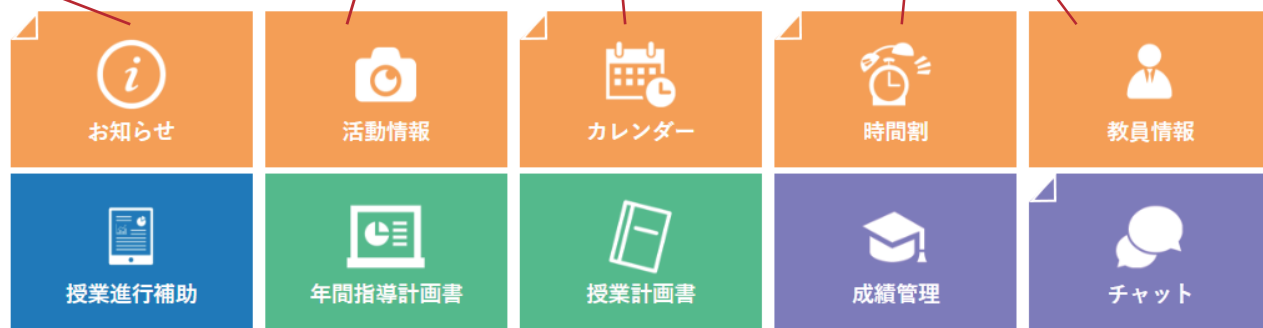 お知らせ
活動情報
カレンダー
時間割
教員情報
授業進行補助
年間指導計画書
授業計画書
成績管理
チャット